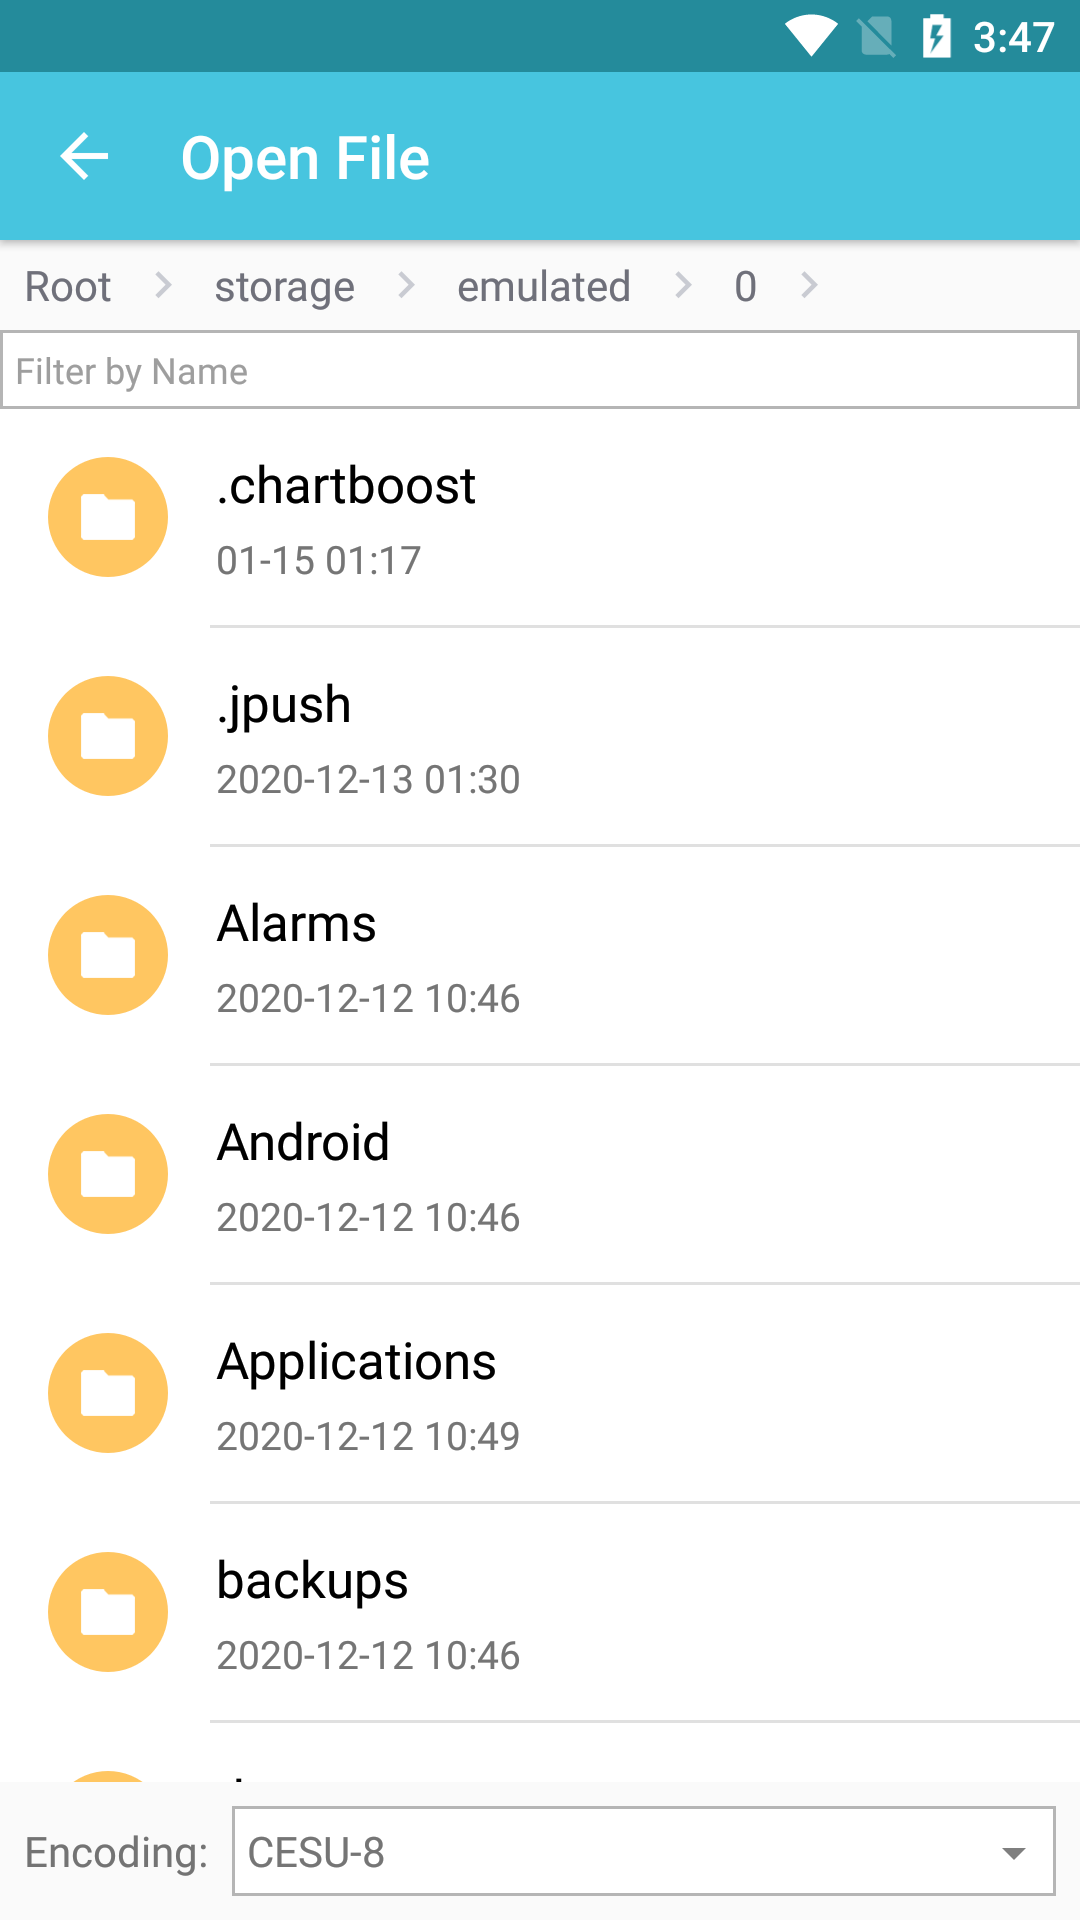 3:47
Open File
Root storage emulated 0
Filter by Name
.chartboost
01-15 01:17
.jpush
2020-12-13 01:30
Alarms
2020-12-12 10:46
Android
2020-12-12 10:46
Applications
2020-12-12 10:49
backups
2020-12-12 10:46
Encoding: CESU-8